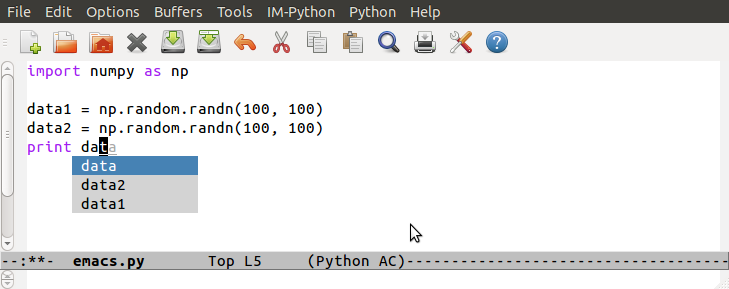 File Edit Options Buffers Tools IM-Python Python Help
import numpy as np
data1 = np.random.randn(100, 100)
data2 = np.random.randn(100, 100)
print data
data
data2
data1
--:**- emacs.py Top L5 (Python AC)------------------------------------